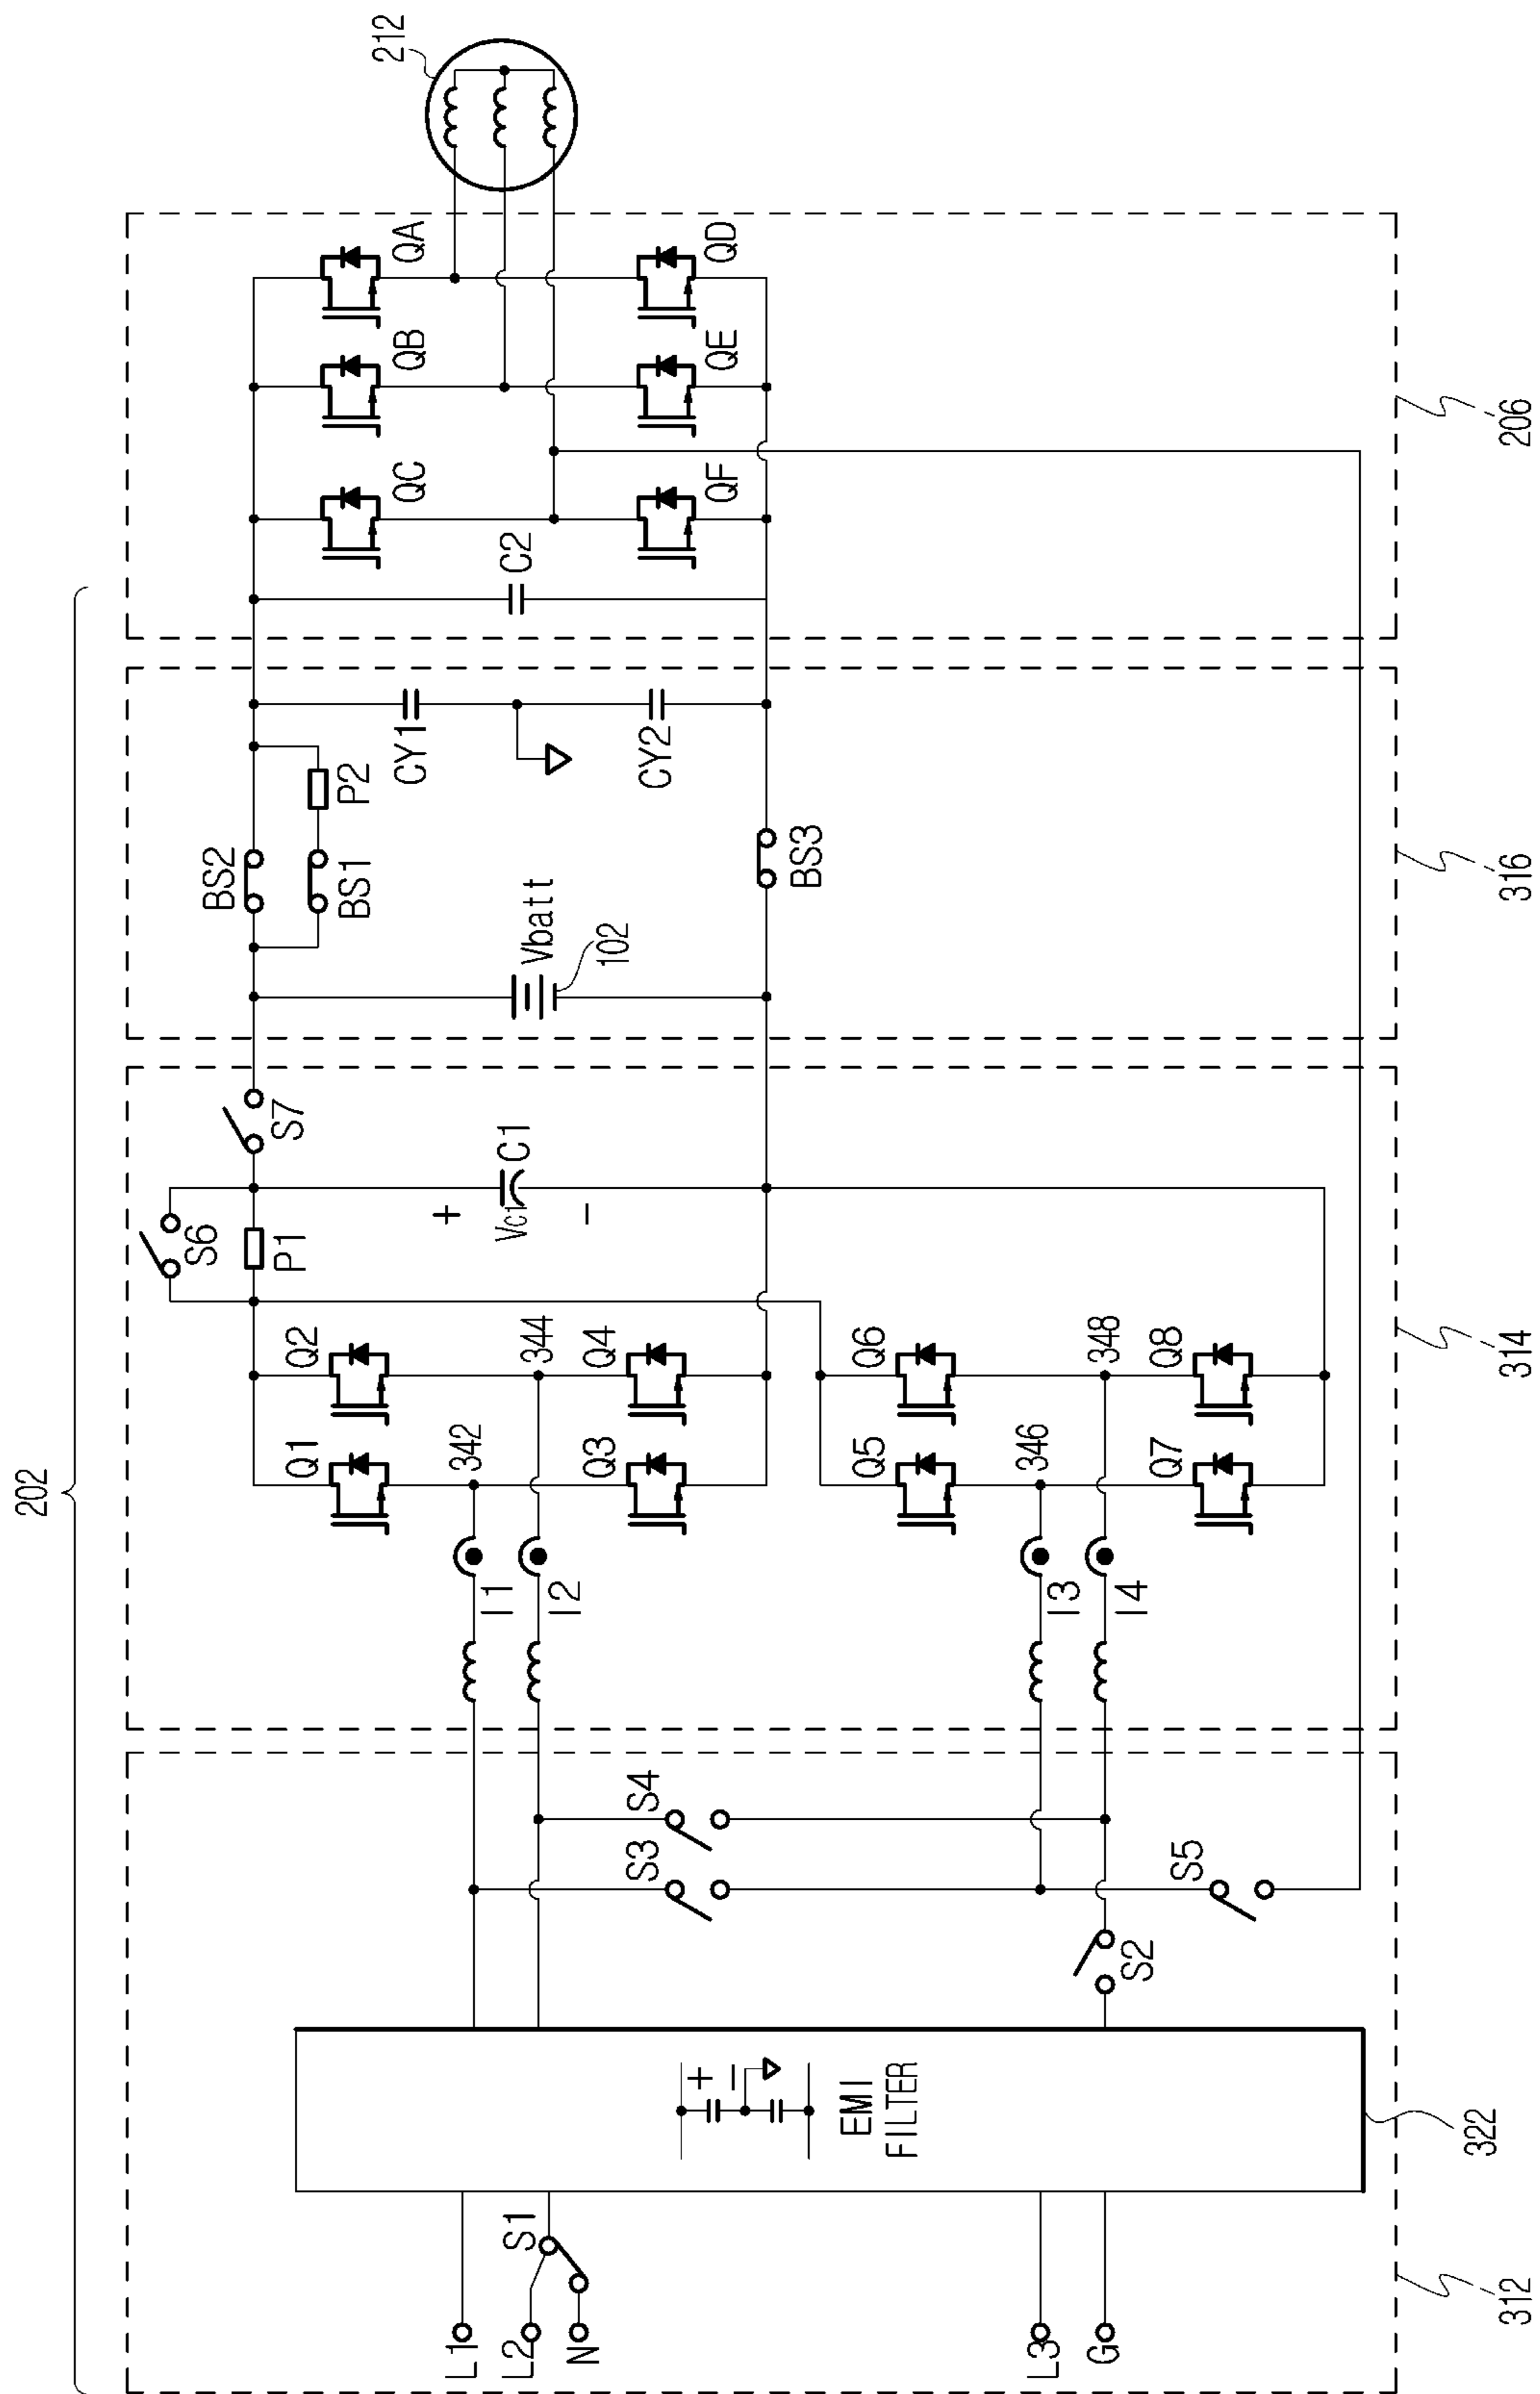 202
L1
L2
N
S1
L3
G
EMI
FILTER
+
−
322
312
S2
S3
S4
S5
I1
I2
I3
I4
Q1
Q2
342
344
Q3
Q4
Q5
Q6
346
348
Q7
Q8
S6
P1
S7
+
Vc1
−
C1
314
Vbatt
102
BS2
BS1
P2
BS3
CY1
CY2
316
C2
QC
QB
QA
QF
QE
QD
206
212